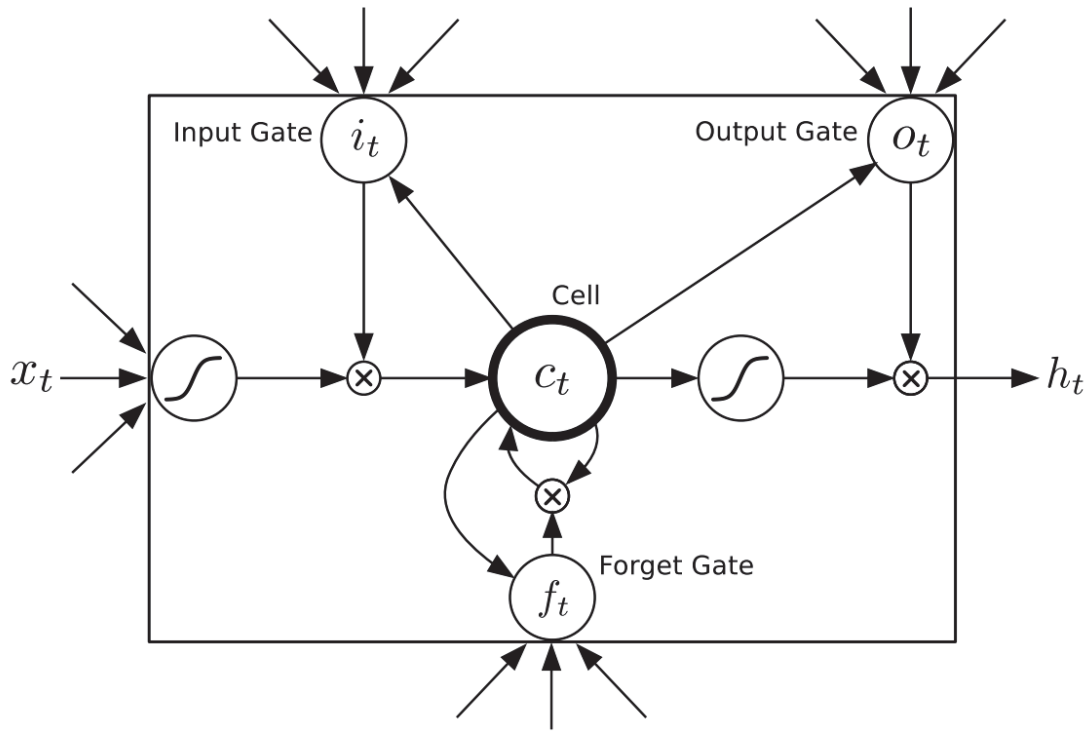 Input Gate
i_t
Output Gate
o_t
Cell
x_t
c_t
h_t
Forget Gate
f_t